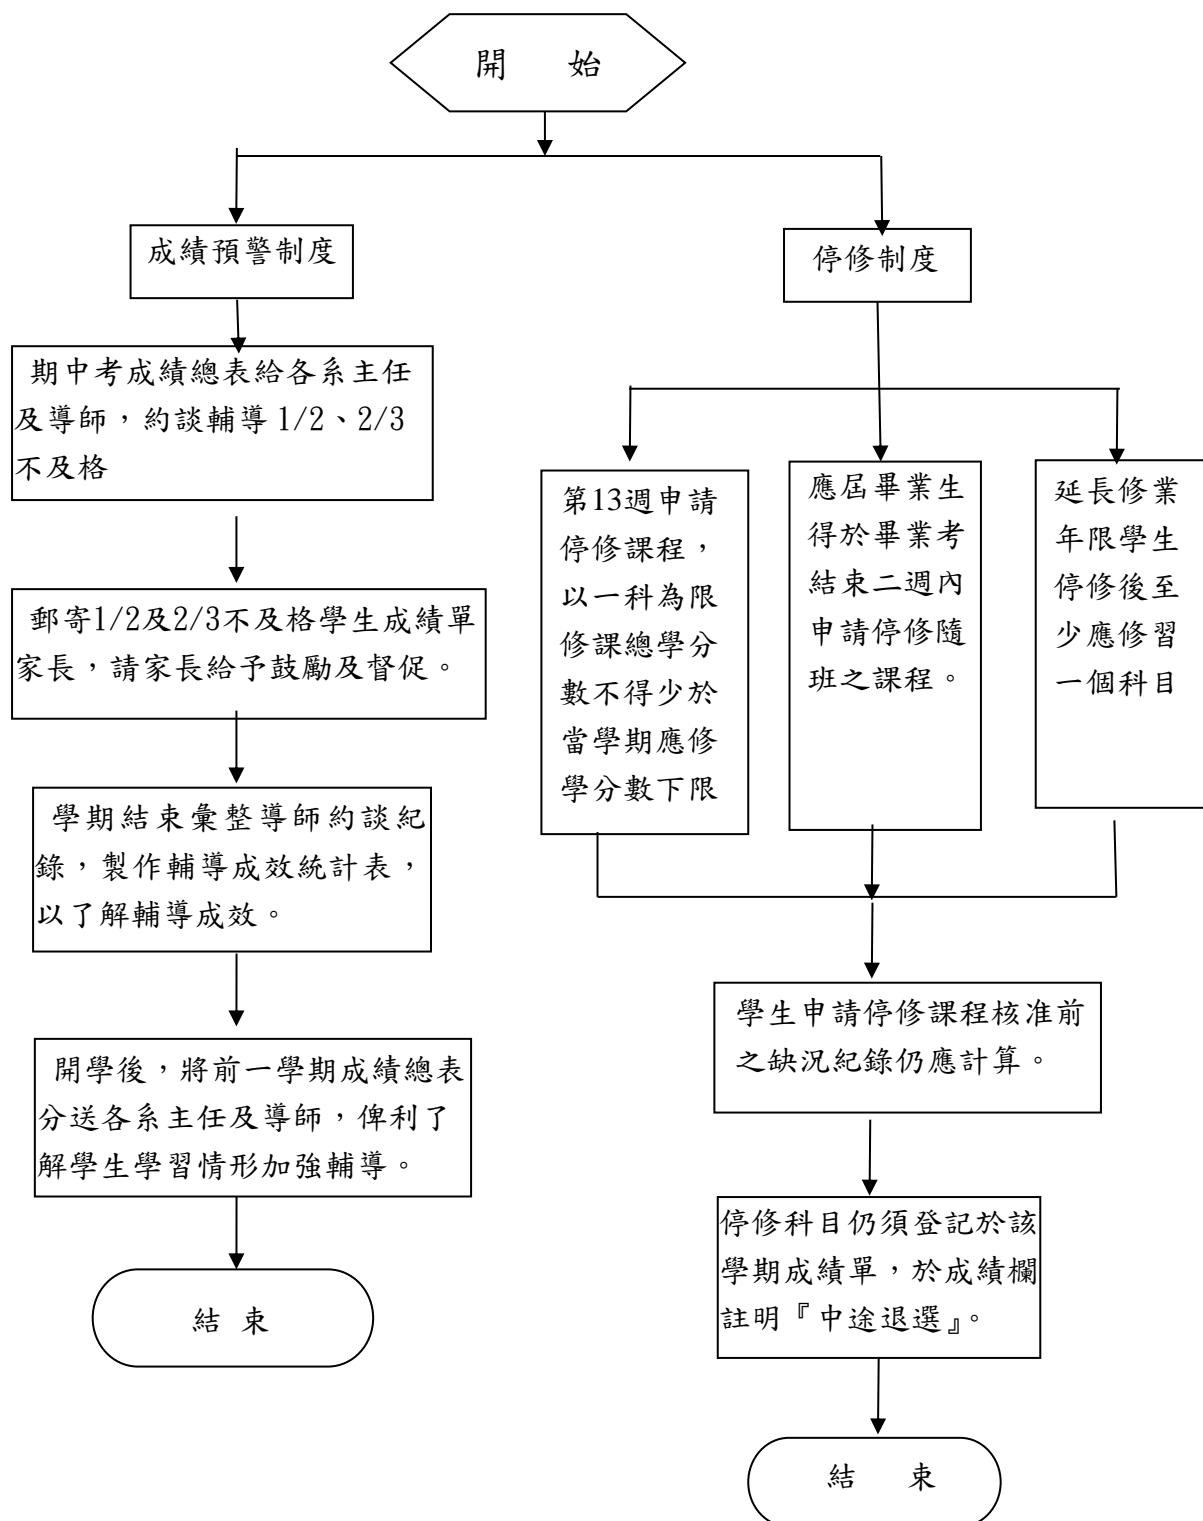 開 始
成績預警制度
期中考成績總表給各系主任
及導師，約談輔導 1/2、2/3
不及格
郵寄1/2及2/3不及格學生成績單
家長，請家長給予鼓勵及督促。
學期結束彙整導師約談紀
錄，製作輔導成效統計表，
以了解輔導成效。
開學後，將前一學期成績總表
分送各系主任及導師，俾利了
解學生學習情形加強輔導。
結 束
停修制度
第13週申請
停修課程，
以一科為限
修課總學分
數不得少於
當學期應修
學分數下限
應屆畢業生
得於畢業考
結束二週內
申請停修隨
班之課程。
延長修業
年限學生
停修後至
少應修習
一個科目
學生申請停修課程核准前
之缺況紀錄仍應計算。
停修科目仍須登記於該
學期成績單，於成績欄
註明『中途退選』。
結 束